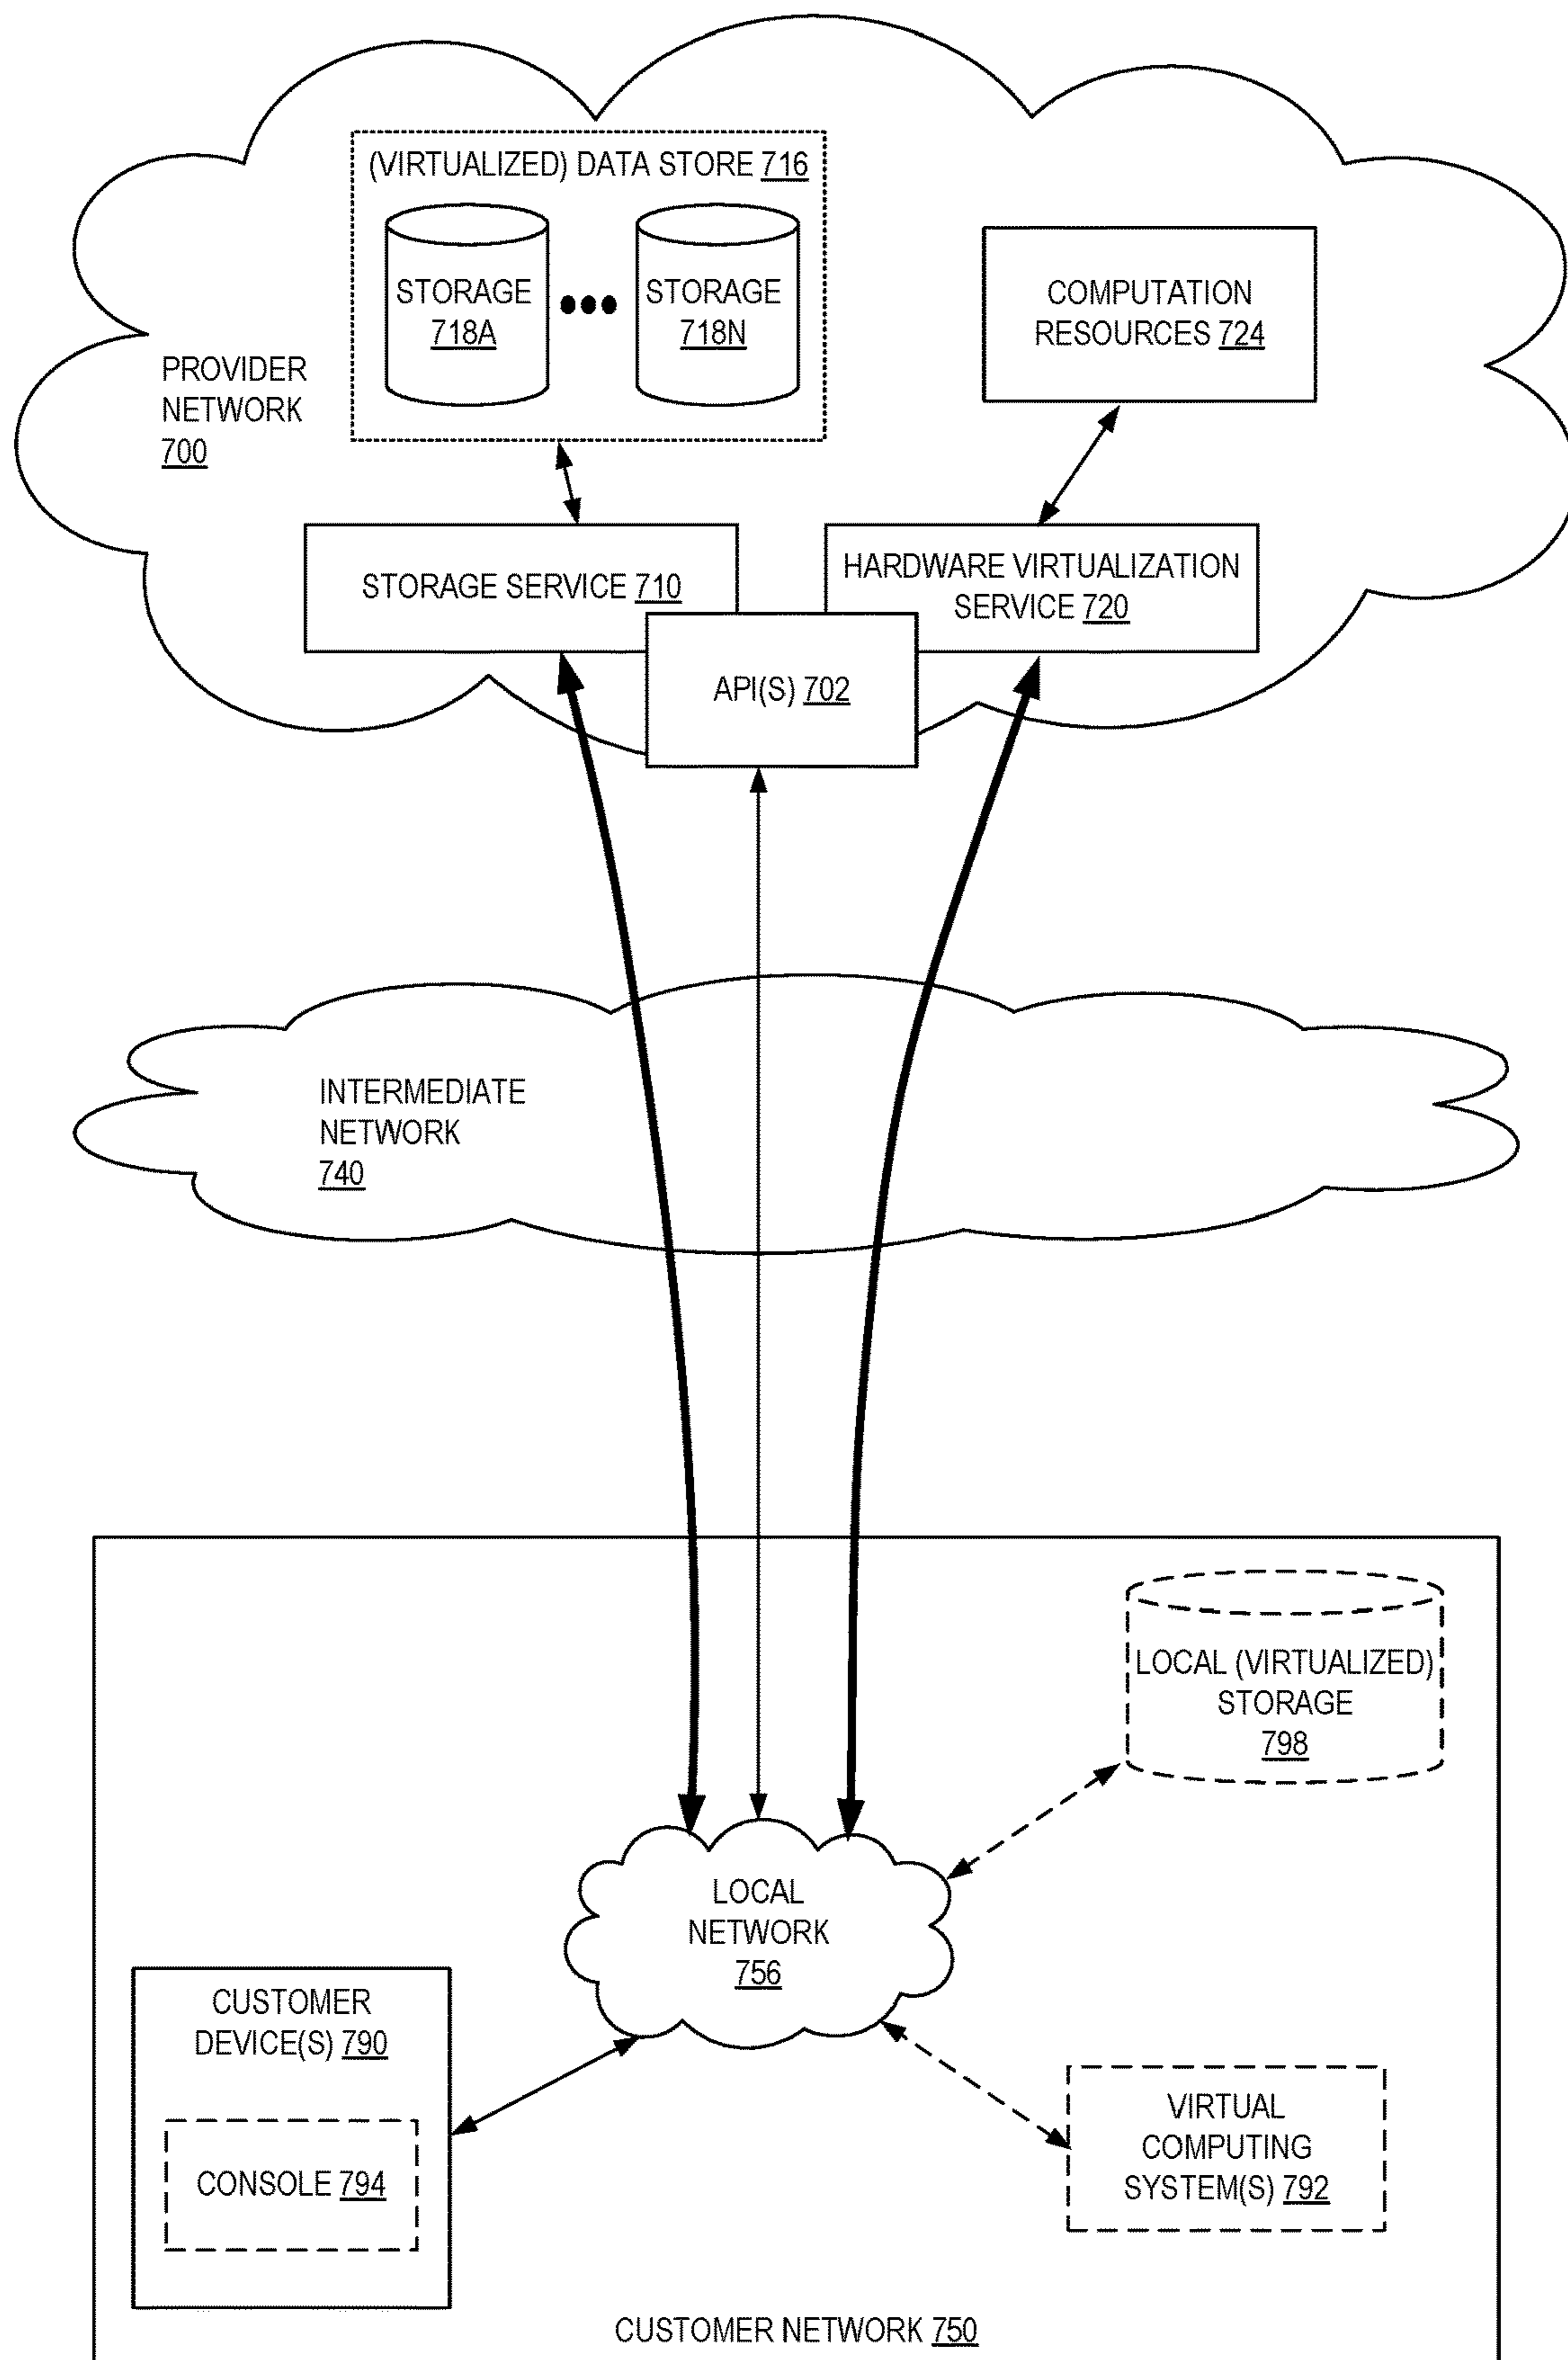 (VIRTUALIZED) DATA STORE 716
STORAGE
718A
STORAGE
718N
COMPUTATION
RESOURCES 724
PROVIDER
NETWORK
700
STORAGE SERVICE 710
HARDWARE VIRTUALIZATION
SERVICE 720
API(S) 702
INTERMEDIATE
NETWORK
740
LOCAL (VIRTUALIZED)
STORAGE
798
LOCAL
NETWORK
756
CUSTOMER
DEVICE(S) 790
CONSOLE 794
VIRTUAL
COMPUTING
SYSTEM(S) 792
CUSTOMER NETWORK 750